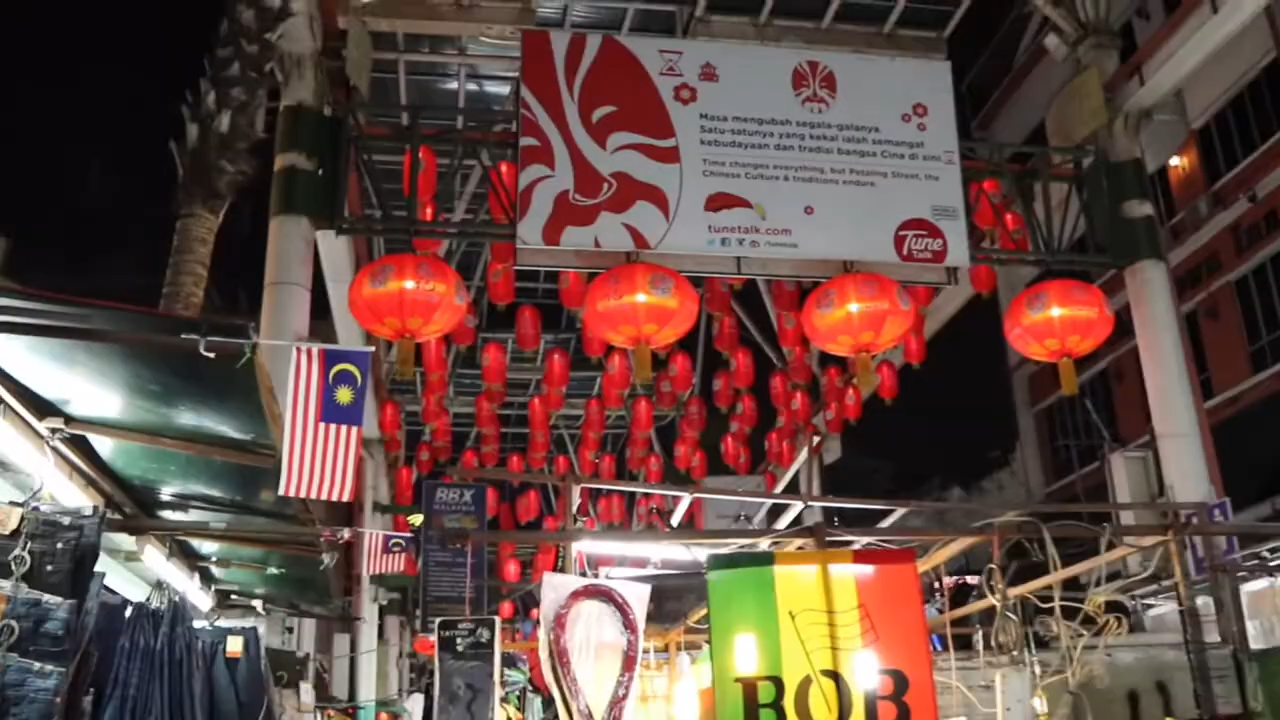 Masa mengubah segala-galanya.
Satu-satunya yang kekal ialah semangat
kebudayaan dan tradisi bangsa Cina di sini.
Time changes everything, but Petaling Street, the
Chinese Culture & traditions endure.
tunetalk.com
/tunetalk
Tune
Talk
BBX
MALAYSIA
TATTOO
BOB